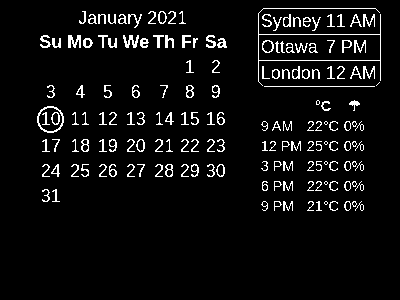 January 2021
Su Mo Tu We Th Fr Sa
1 2
3 4 5 6 7 8 9
10 11 12 13 14 15 16
17 18 19 20 21 22 23
24 25 26 27 28 29 30
31
Sydney 11 AM
Ottawa 7 PM
London 12 AM
°C ☂
9 AM 22°C 0%
12 PM 25°C 0%
3 PM 25°C 0%
6 PM 22°C 0%
9 PM 21°C 0%